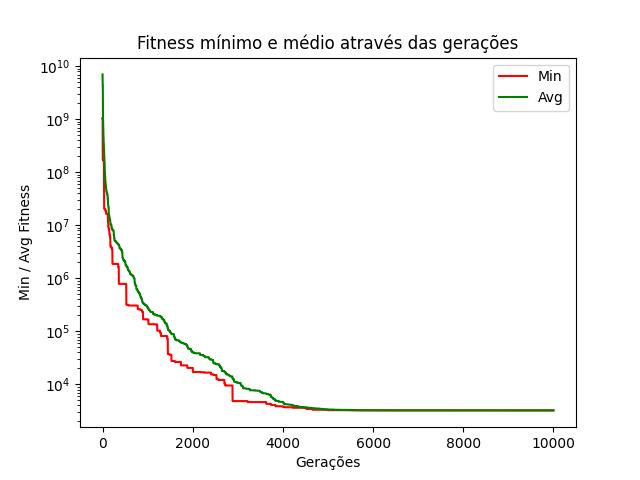 Fitness mínimo e médio através das gerações
Min
Avg
Min / Avg Fitness
10^10
10^9
10^8
10^7
10^6
10^5
10^4
0 2000 4000 6000 8000 10000
Gerações